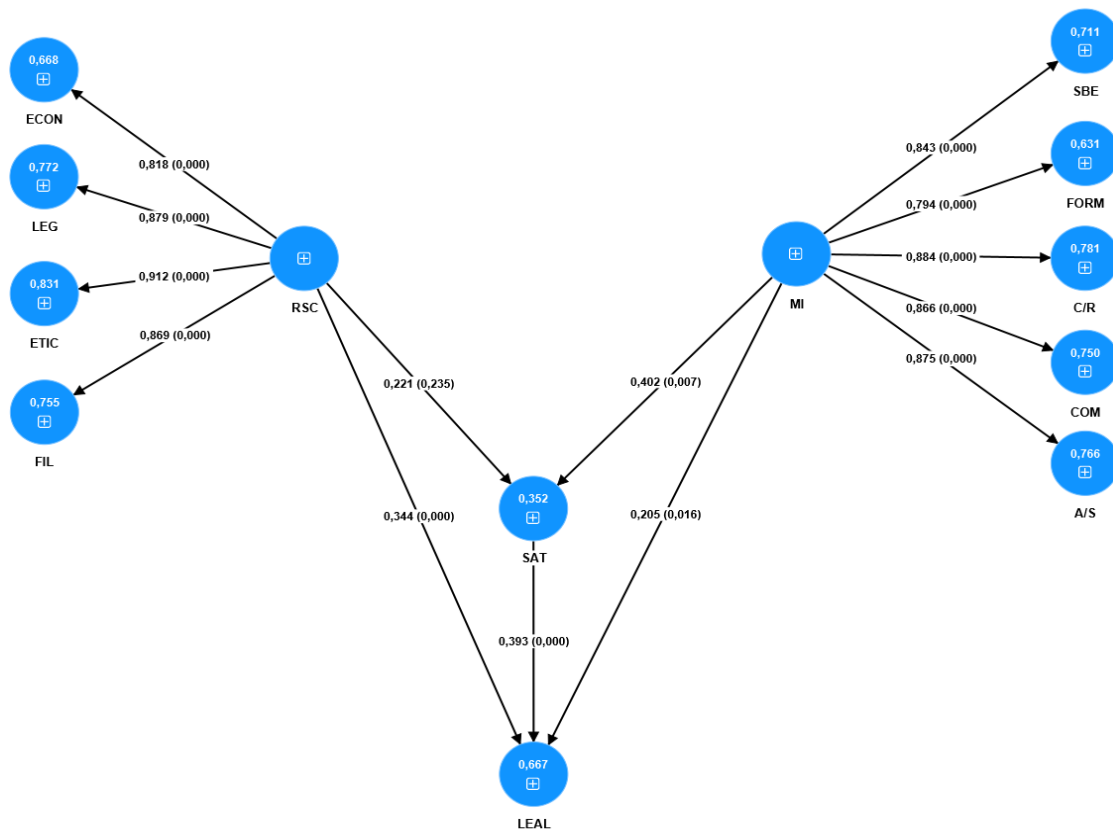 0,668
ECON
0,772
LEG
0,831
ETIC
0,755
FIL
0,818 (0,000)
0,879 (0,000)
0,912 (0,000)
0,869 (0,000)
RSC
0,221 (0,235)
0,344 (0,000)
0,352
SAT
0,393 (0,000)
0,667
LEAL
MI
0,402 (0,007)
0,205 (0,016)
0,843 (0,000)
0,794 (0,000)
0,884 (0,000)
0,866 (0,000)
0,875 (0,000)
0,711
SBE
0,631
FORM
0,781
C/R
0,750
COM
0,766
A/S